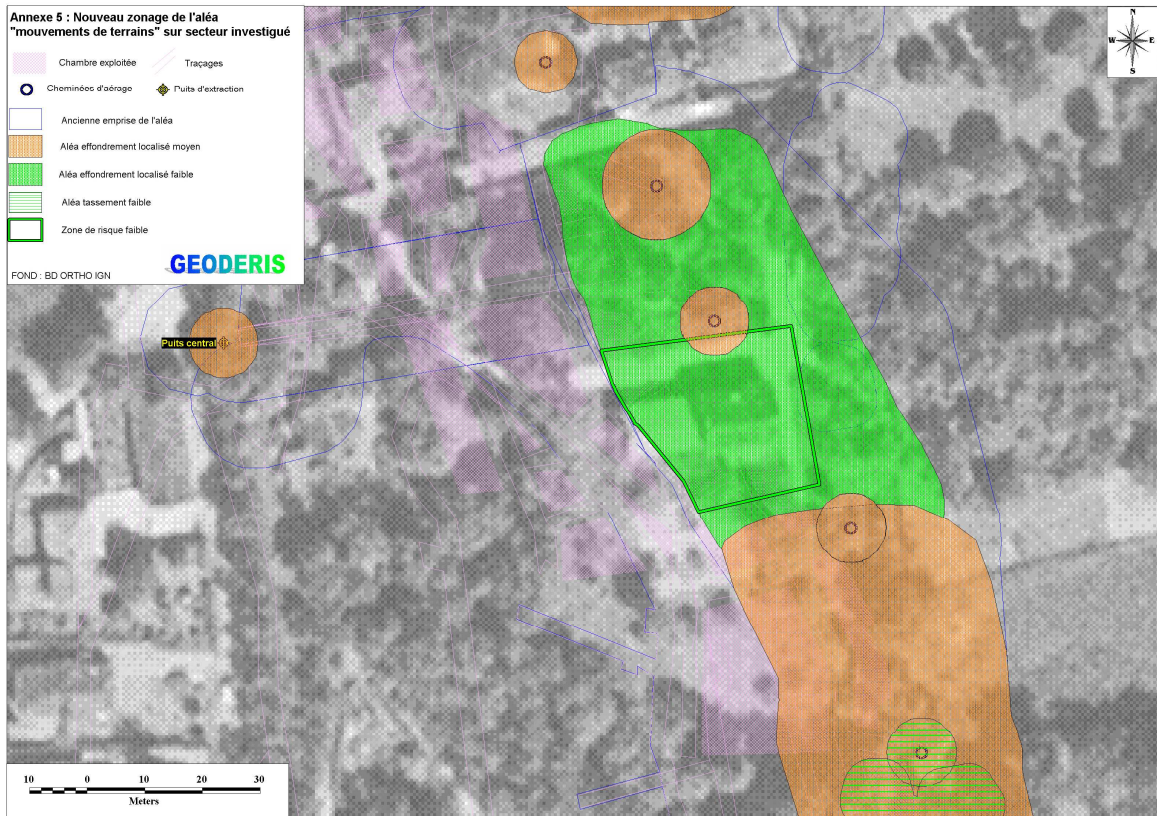 Annexe 5 : Nouveau zonage de l'aléa
"mouvements de terrains" sur secteur investigué
Chambre exploitée
Traçages
Cheminées d'aérage
Puits d'extraction
Ancienne emprise de l'aléa
Aléa effondrement localisé moyen
Aléa effondrement localisé faible
Aléa tassement faible
Zone de risque faible
GEODERIS
FOND : BD ORTHO IGN
N
W
E
S
Puits central
10 0 10 20 30
Meters